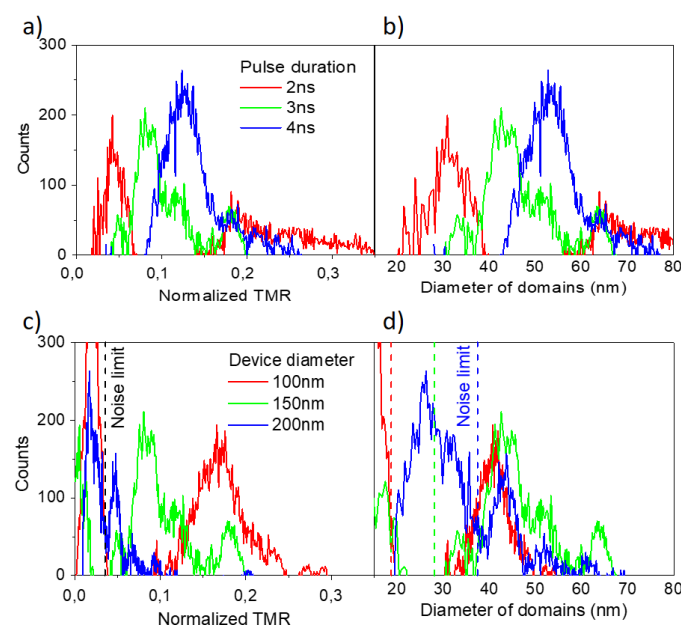 a)
b)
300
200
100
0
Counts
Pulse duration
2ns
3ns
4ns
0,0
0,1
0,2
0,3
Normalized TMR
20
30
40
50
60
70
80
Diameter of domains (nm)
c)
d)
300
200
100
0
Counts
Noise limit
Device diameter
100nm
150nm
200nm
Noise limit
0,0
0,1
0,2
0,3
Normalized TMR
20
30
40
50
60
70
80
Diameter of domains (nm)